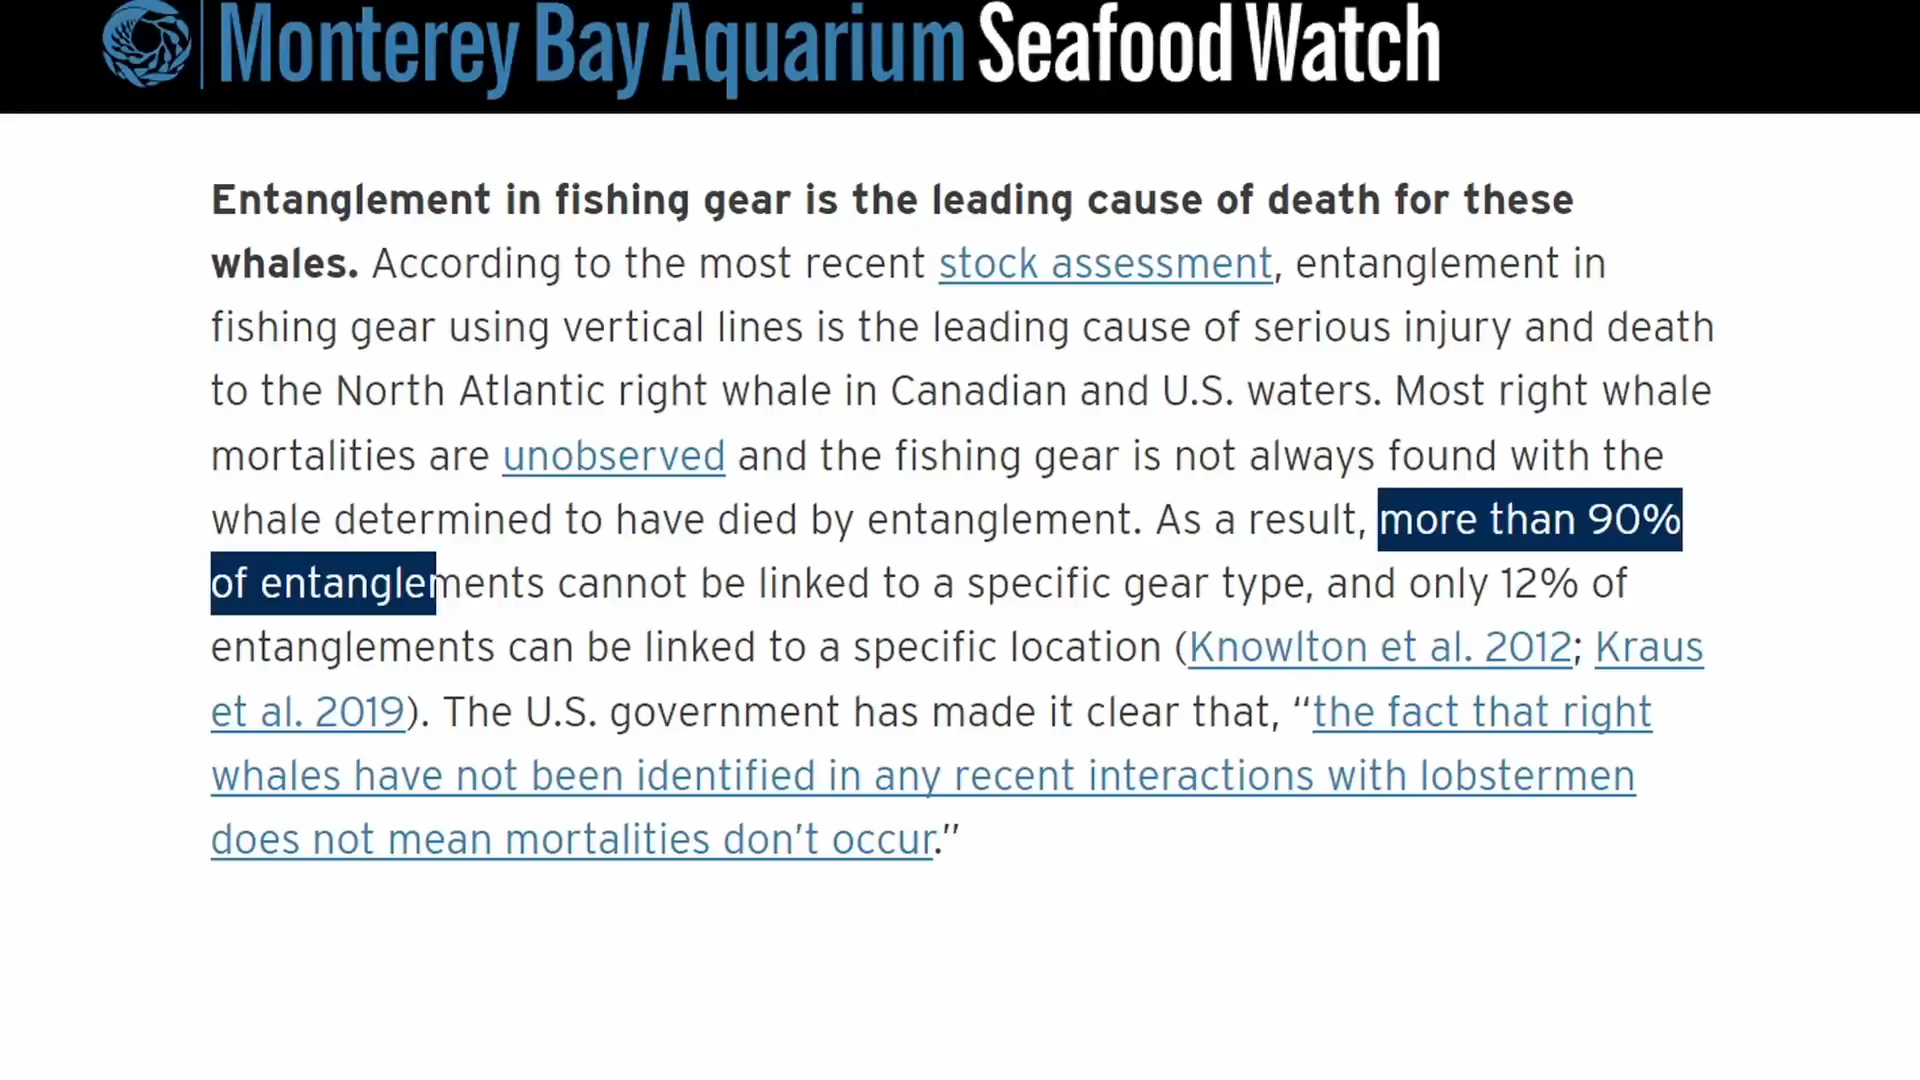 Monterey Bay Aquarium Seafood Watch
Entanglement in fishing gear is the leading cause of death for these
whales. According to the most recent stock assessment, entanglement in
fishing gear using vertical lines is the leading cause of serious injury and death
to the North Atlantic right whale in Canadian and U.S. waters. Most right whale
mortalities are unobserved and the fishing gear is not always found with the
whale determined to have died by entanglement. As a result, more than 90%
of entanglements cannot be linked to a specific gear type, and only 12% of
entanglements can be linked to a specific location (Knowlton et al. 2012; Kraus
et al. 2019). The U.S. government has made it clear that, “the fact that right
whales have not been identified in any recent interactions with lobstermen
does not mean mortalities don’t occur.”